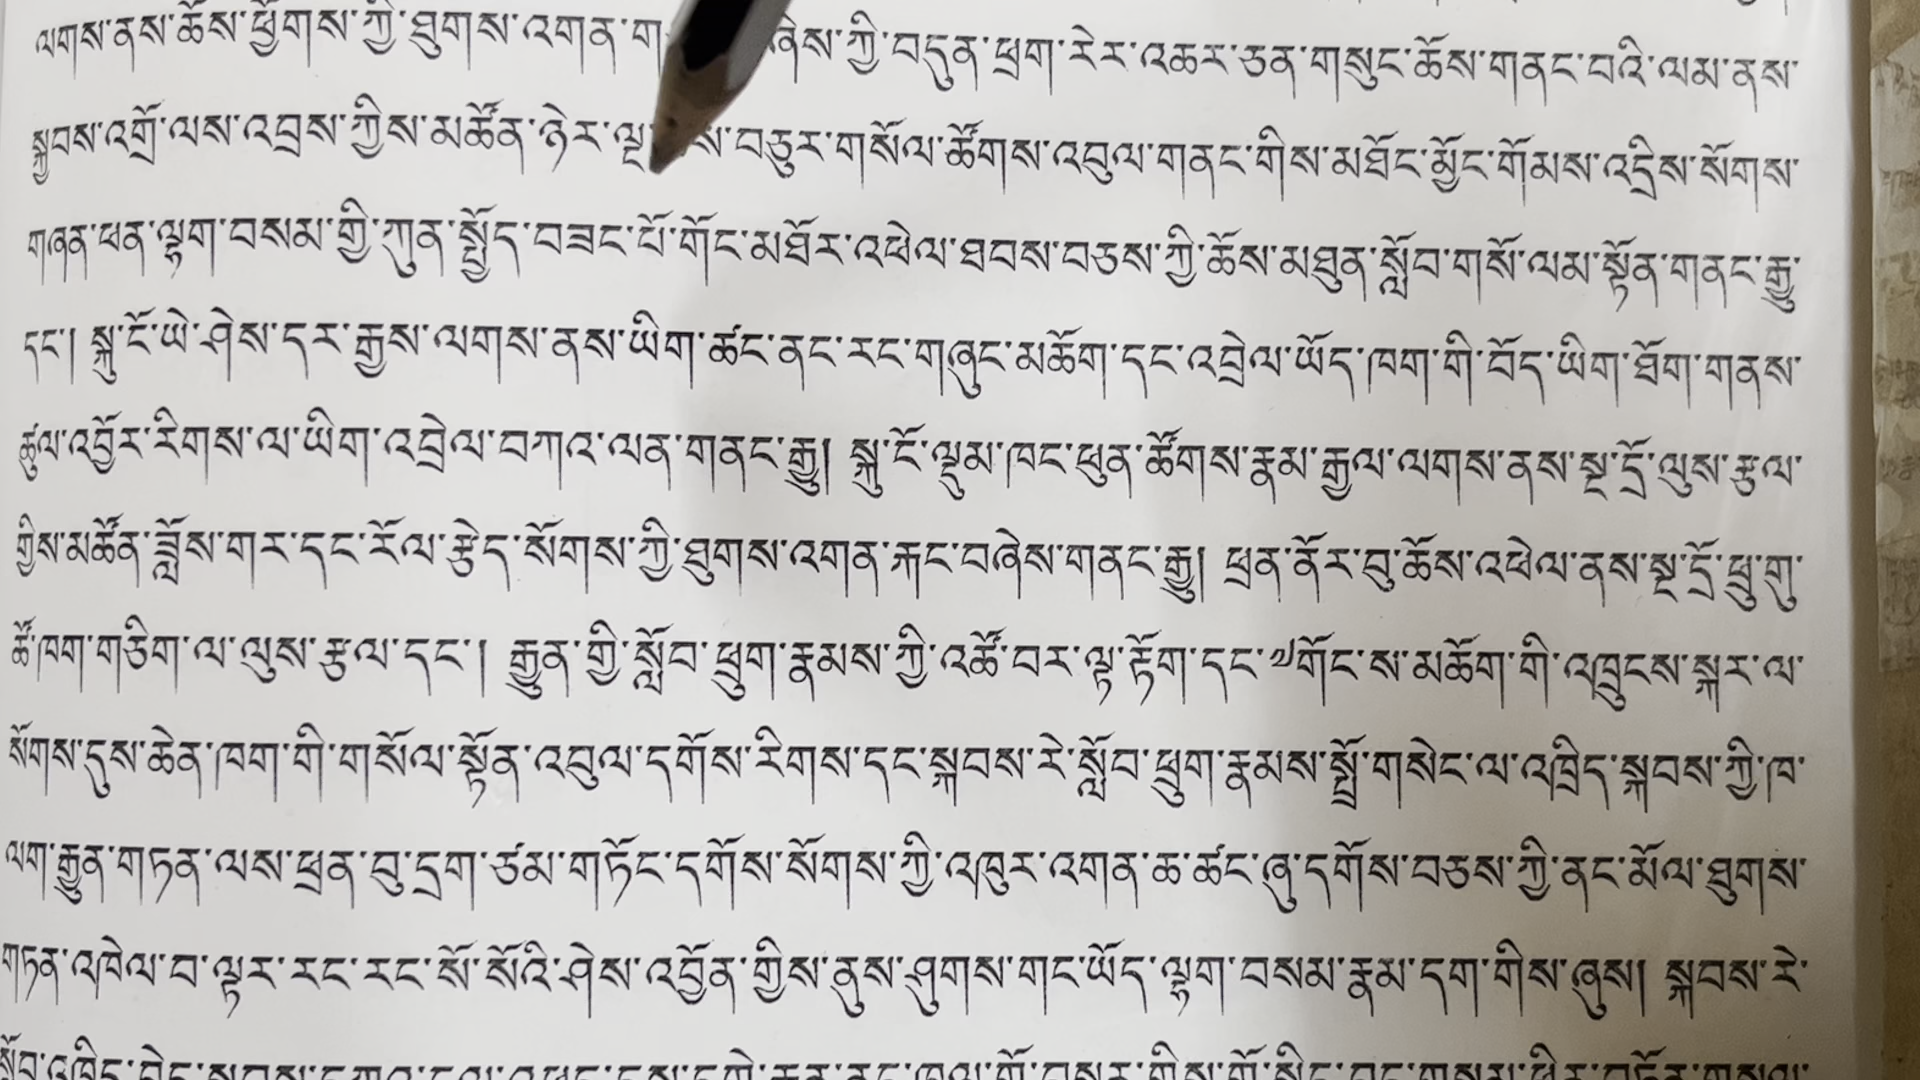 ལགས་ནས་ཆོས་ཕྱོགས་ཀྱི་ཐུགས་འགན་ ཀྱི་བདུན་ཕྲག་རེར་འཆར་ཅན་གསུང་ཆོས་གནང་བའི་ལམ་ནས་
སྐྱབས་འགྲོ་ལས་འབྲས་ཀྱིས་མཚོན་ཉེར་ བཅུར་གསོལ་ཚོགས་འབུལ་གནང་གིས་མཐོང་མྱོང་གོམས་འདྲིས་སོགས་
གཞན་ཕན་ལྷག་བསམ་གྱི་ཀུན་སྤྱོད་བཟང་པོ་གོང་མཐོར་འཕེལ་ཐབས་བཅས་ཀྱི་ཆོས་མཐུན་སློབ་གསོ་ལམ་སྟོན་གནང་རྒྱུ་
དང་། སྐུ་ངོ་ཡེ་ཤེས་དར་རྒྱས་ལགས་ནས་ཡིག་ཚང་ནང་རང་གཞུང་མཆོག་དང་འབྲེལ་ཡོད་ཁག་གི་བོད་ཡིག་ཐོག་གནས་
ཚུལ་འབྱོར་རིགས་ལ་ཡིག་འབྲེལ་བཀའ་ལན་གནང་རྒྱུ། སྐུ་ངོ་ལྡུམ་ཁང་ཕུན་ཚོགས་རྣམ་རྒྱལ་ལགས་ནས་སྔ་དྲོ་ལུས་རྩལ་
གྱིས་མཚོན་ཟློས་གར་དང་རོལ་རྩེད་སོགས་ཀྱི་ཐུགས་འགན་རྐང་བཞེས་གནང་རྒྱུ། ཕྲན་ནོར་བུ་ཆོས་འཕེལ་ནས་སྔ་དྲོ་ཕྲུ་གུ་
ཚོ་ཁག་གཅིག་ལ་ལུས་རྩལ་དང་། རྒྱུན་གྱི་སློབ་ཕྲུག་རྣམས་ཀྱི་འཚོ་བར་ལྟ་རྟོག་དང་༧གོང་ས་མཆོག་གི་འཁྲུངས་སྐར་ལ་
སོགས་དུས་ཆེན་ཁག་གི་གསོལ་སྟོན་འབུལ་དགོས་རིགས་དང་སྐབས་རེ་སློབ་ཕྲུག་རྣམས་སྤྲོ་གསེང་ལ་འཁྲིད་སྐབས་ཀྱི་ཁ་
ལག་རྒྱུན་གཏན་ལས་ཕྲན་བུ་དྲག་ཙམ་གཏོང་དགོས་སོགས་ཀྱི་འཁུར་འགན་ཆ་ཚང་ཞུ་དགོས་བཅས་ཀྱི་ནང་མོལ་ཐུགས་
གཏན་འཁེལ་བ་ལྟར་རང་རང་སོ་སོའི་ཤེས་འབྱོན་གྱིས་ནུས་ཤུགས་གང་ཡོད་ལྷག་བསམ་རྣམ་དག་གིས་ཞུས། སྐབས་རེ་